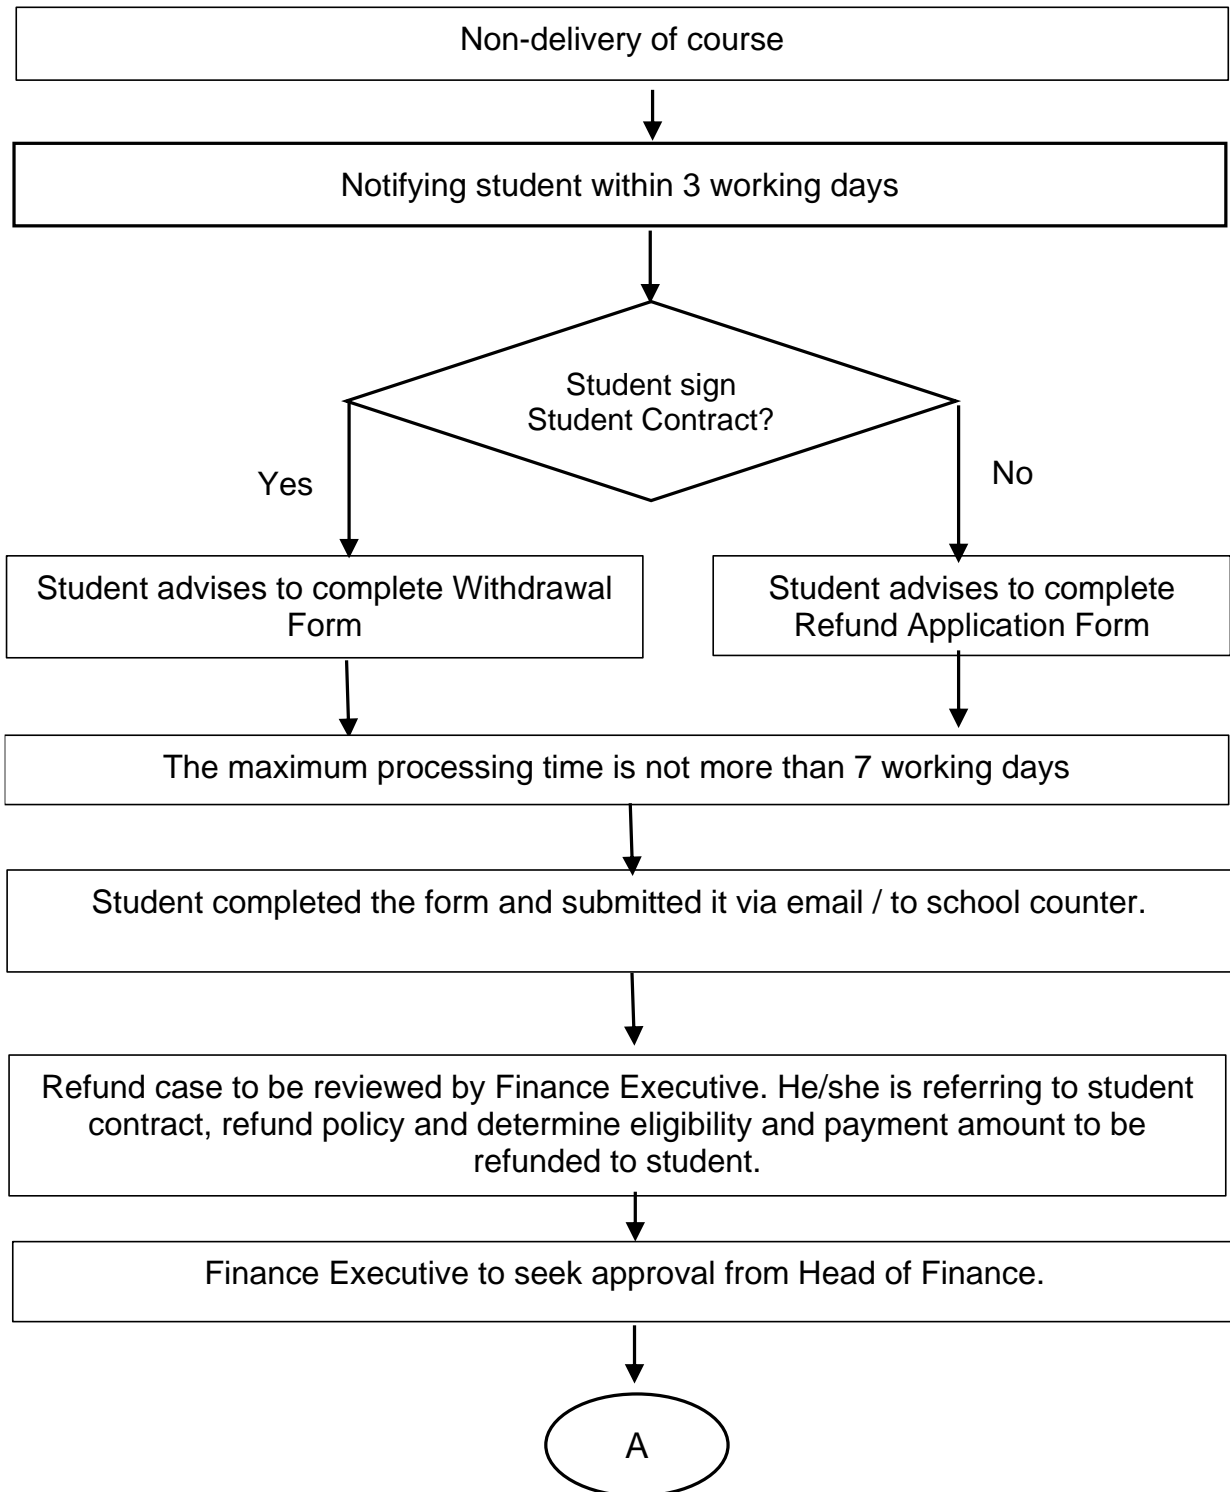 Non-delivery of course
Notifying student within 3 working days
Student sign
Student Contract?
Yes
No
Student advises to complete Withdrawal
Form
Student advises to complete
Refund Application Form
The maximum processing time is not more than 7 working days
Student completed the form and submitted it via email / to school counter.
Refund case to be reviewed by Finance Executive. He/she is referring to student
contract, refund policy and determine eligibility and payment amount to be
refunded to student.
Finance Executive to seek approval from Head of Finance.
A